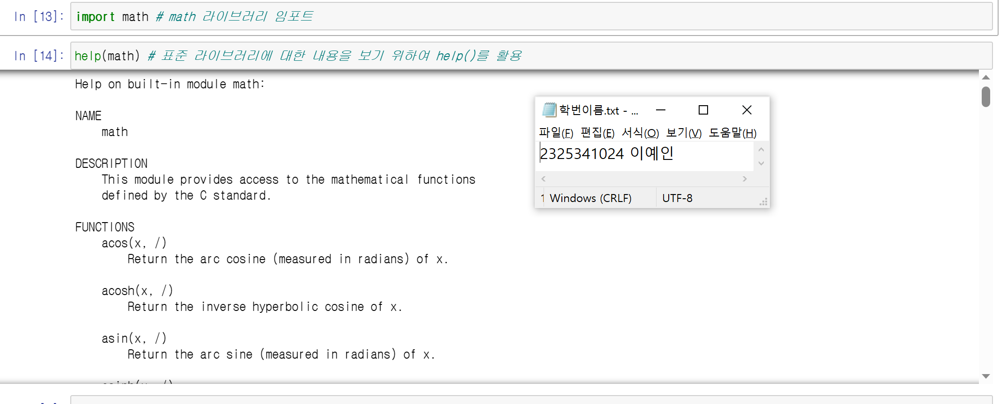 In [13]: import math # math 라이브러리 임포트
In [14]: help(math) # 표준 라이브러리에 대한 내용을 보기 위하여 help()를 활용
Help on built-in module math:
NAME
math
DESCRIPTION
This module provides access to the mathematical functions
defined by the C standard.
FUNCTIONS
acos(x, /)
Return the arc cosine (measured in radians) of x.
acosh(x, /)
Return the inverse hyperbolic cosine of x.
asin(x, /)
Return the arc sine (measured in radians) of x.
학번이름.txt - ...
파일(F) 편집(E) 서식(O) 보기(V) 도움말(H)
2325341024 이예인
Windows (CRLF) UTF-8